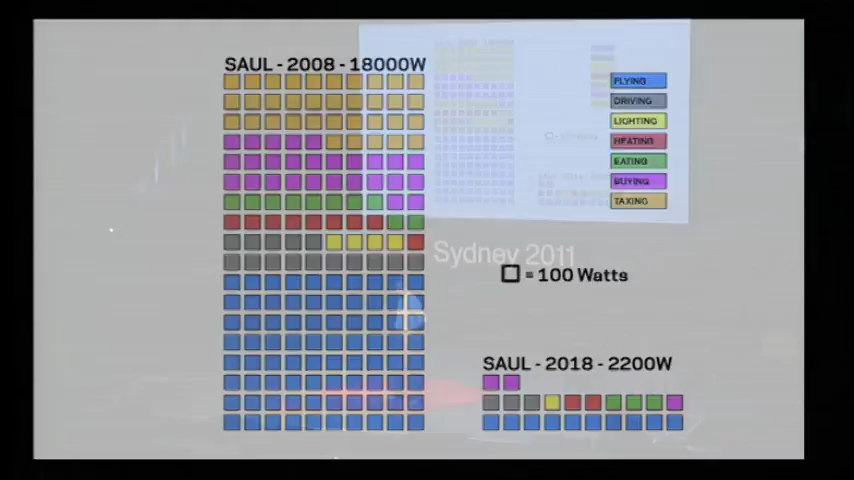 SAUL - 2008 - 18000W
FLYING
DRIVING
LIGHTING
HEATING
EATING
BUYING
TAXING
Sydney 2011
= 100 Watts
SAUL - 2018 - 2200W